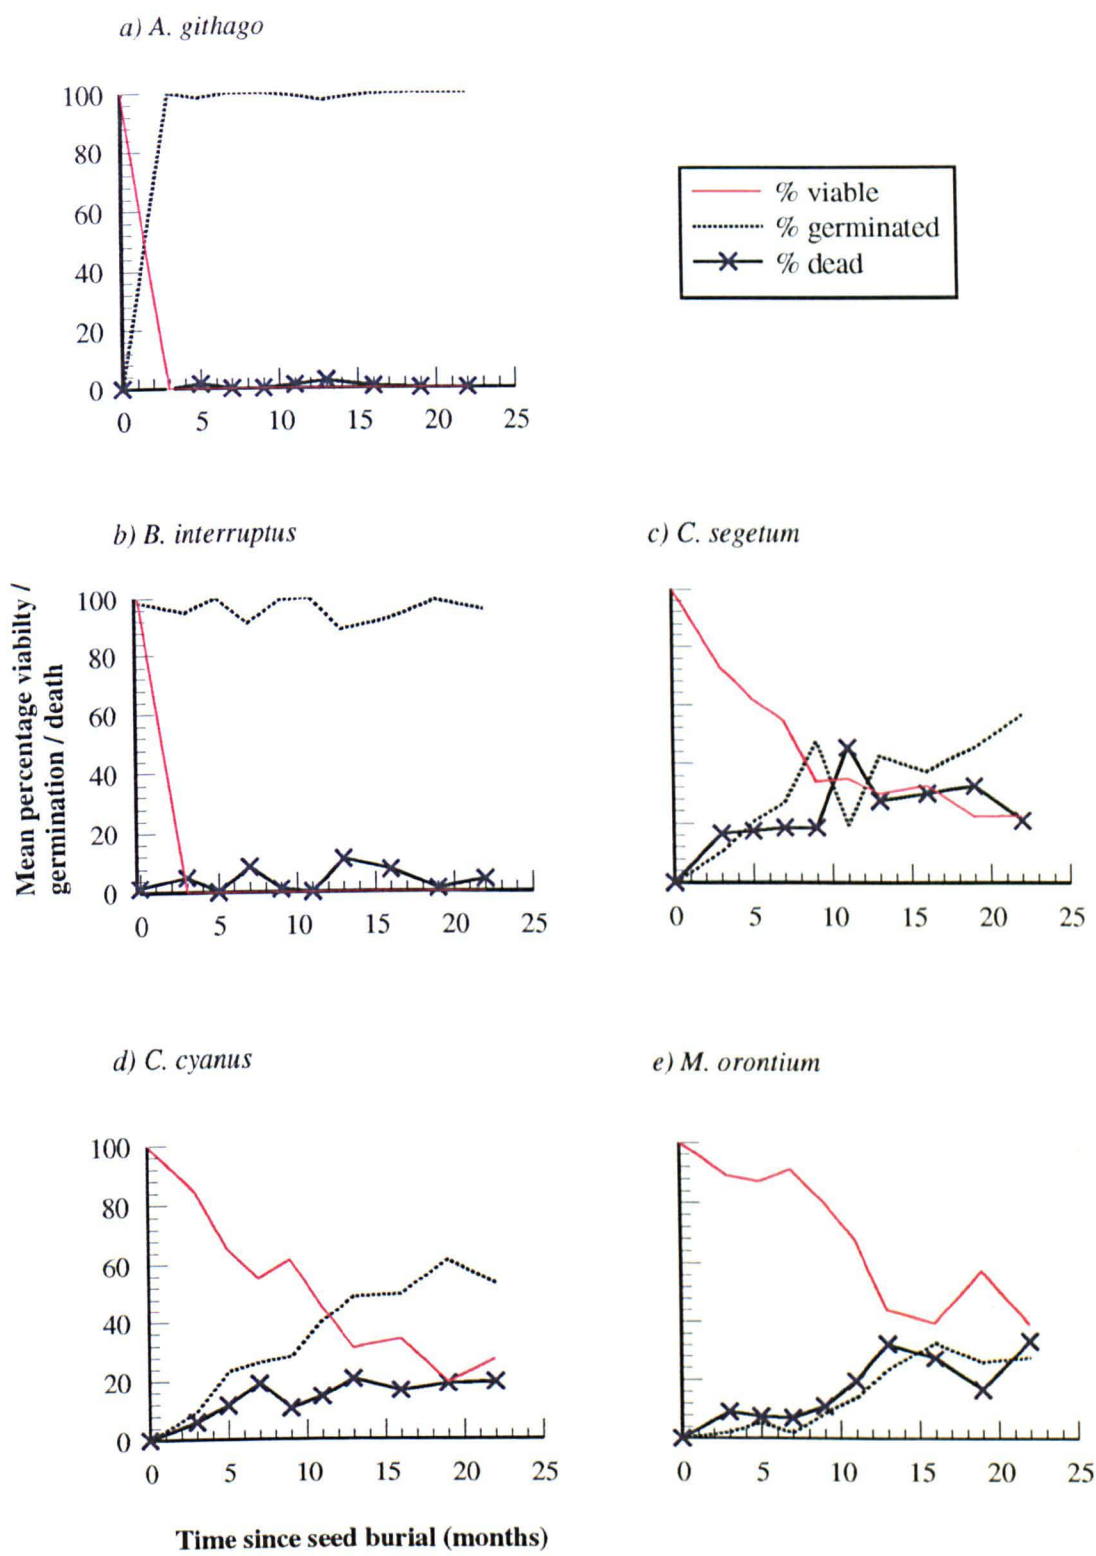 a) A. githago
100
80
60
40
20
0
0 5 10 15 20 25
% viable
% germinated
% dead
b) B. interruptus
c) C. segetum
Mean percentage viabilty /
germination / death
100
80
60
40
20
0
0 5 10 15 20 25
0 5 10 15 20 25
d) C. cyanus
e) M. orontium
100
80
60
40
20
0
0 5 10 15 20 25
0 5 10 15 20 25
Time since seed burial (months)